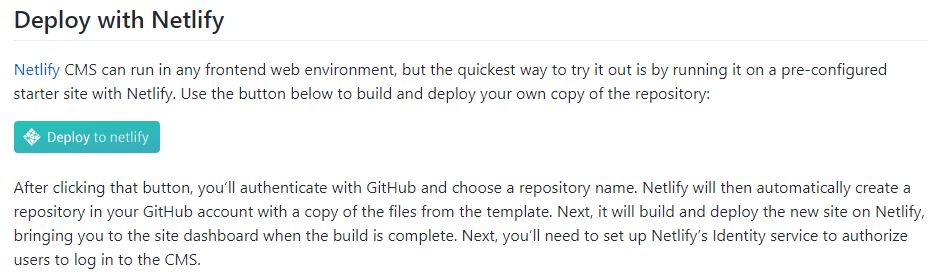 Deploy with Netlify
Netlify CMS can run in any frontend web environment, but the quickest way to try it out is by running it on a pre-configured
starter site with Netlify. Use the button below to build and deploy your own copy of the repository:
Deploy to netlify
After clicking that button, you’ll authenticate with GitHub and choose a repository name. Netlify will then automatically create a
repository in your GitHub account with a copy of the files from the template. Next, it will build and deploy the new site on Netlify,
bringing you to the site dashboard when the build is complete. Next, you’ll need to set up Netlify’s Identity service to authorize
users to log in to the CMS.